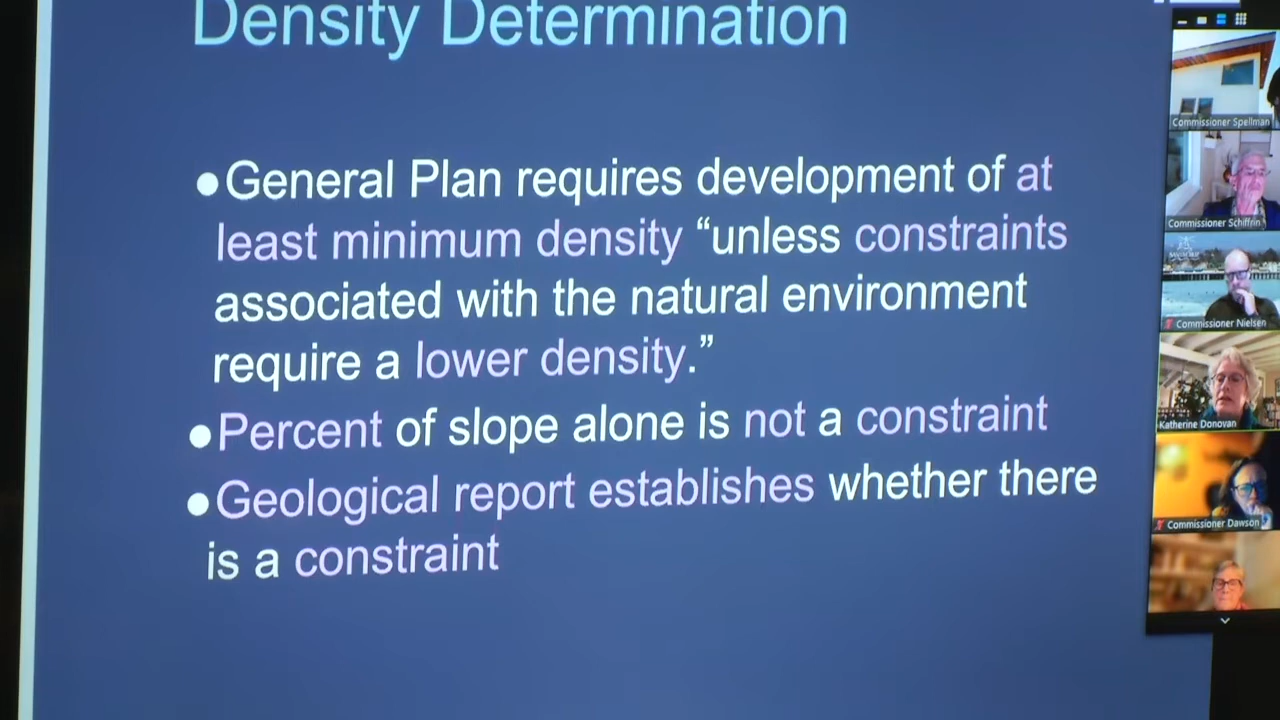 Density Determination
●General Plan requires development of at
least minimum density “unless constraints
associated with the natural environment
require a lower density.”
●Percent of slope alone is not a constraint
●Geological report establishes whether there
is a constraint
Commissioner Spellman
Commissioner Schiffrin
Commissioner Nielsen
Katherine Donovan
Commissioner Dawson